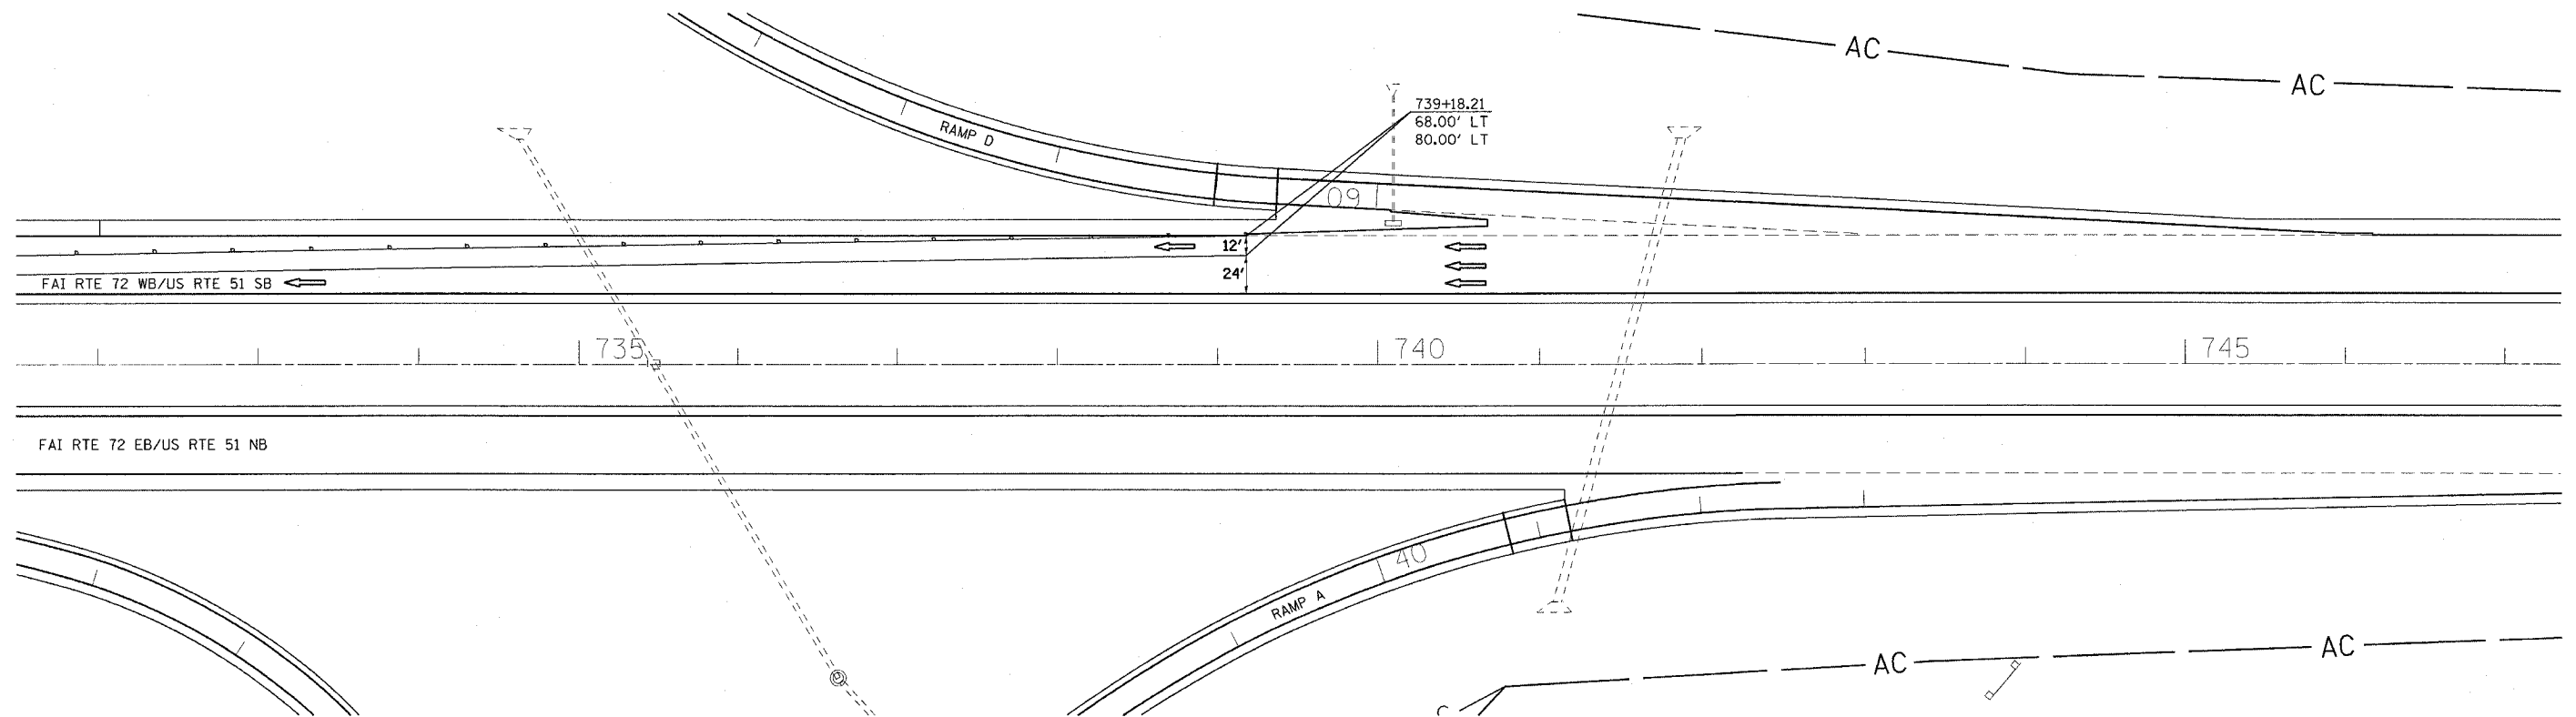 AC
AC
739+18.21
68.00' LT
80.00' LT
RAMP D
60
12'
24'
FAI RTE 72 WB/US RTE 51 SB
735
740
745
FAI RTE 72 EB/US RTE 51 NB
40
RAMP A
AC
AC